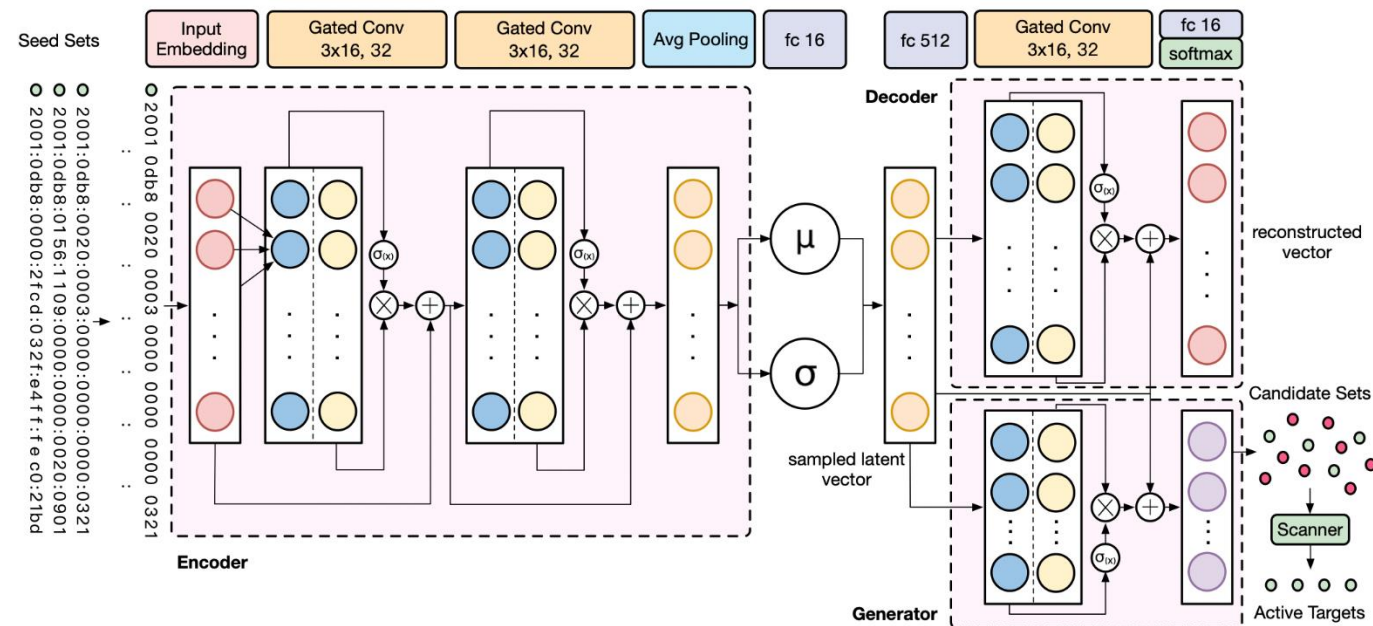 Seed Sets
Input
Embedding
Gated Conv
3x16, 32
Gated Conv
3x16, 32
Avg Pooling
fc 16
fc 512
Gated Conv
3x16, 32
fc 16
softmax
2001:0db8:0000:2fcd:032f:e4ff:fe c0:21bd
2001:0db8:0156:1109:0000:0000:0020:0901
2001:0db8:0020:0003:0000:0000:0000:0321
2001 0db8 0020 0003 0000 0000 0000 0321
:: : : : :
σ(x)
σ(x)
Encoder
μ
σ
sampled latent
vector
Decoder
σ(x)
reconstructed
vector
Generator
σ(x)
Candidate Sets
Scanner
Active Targets